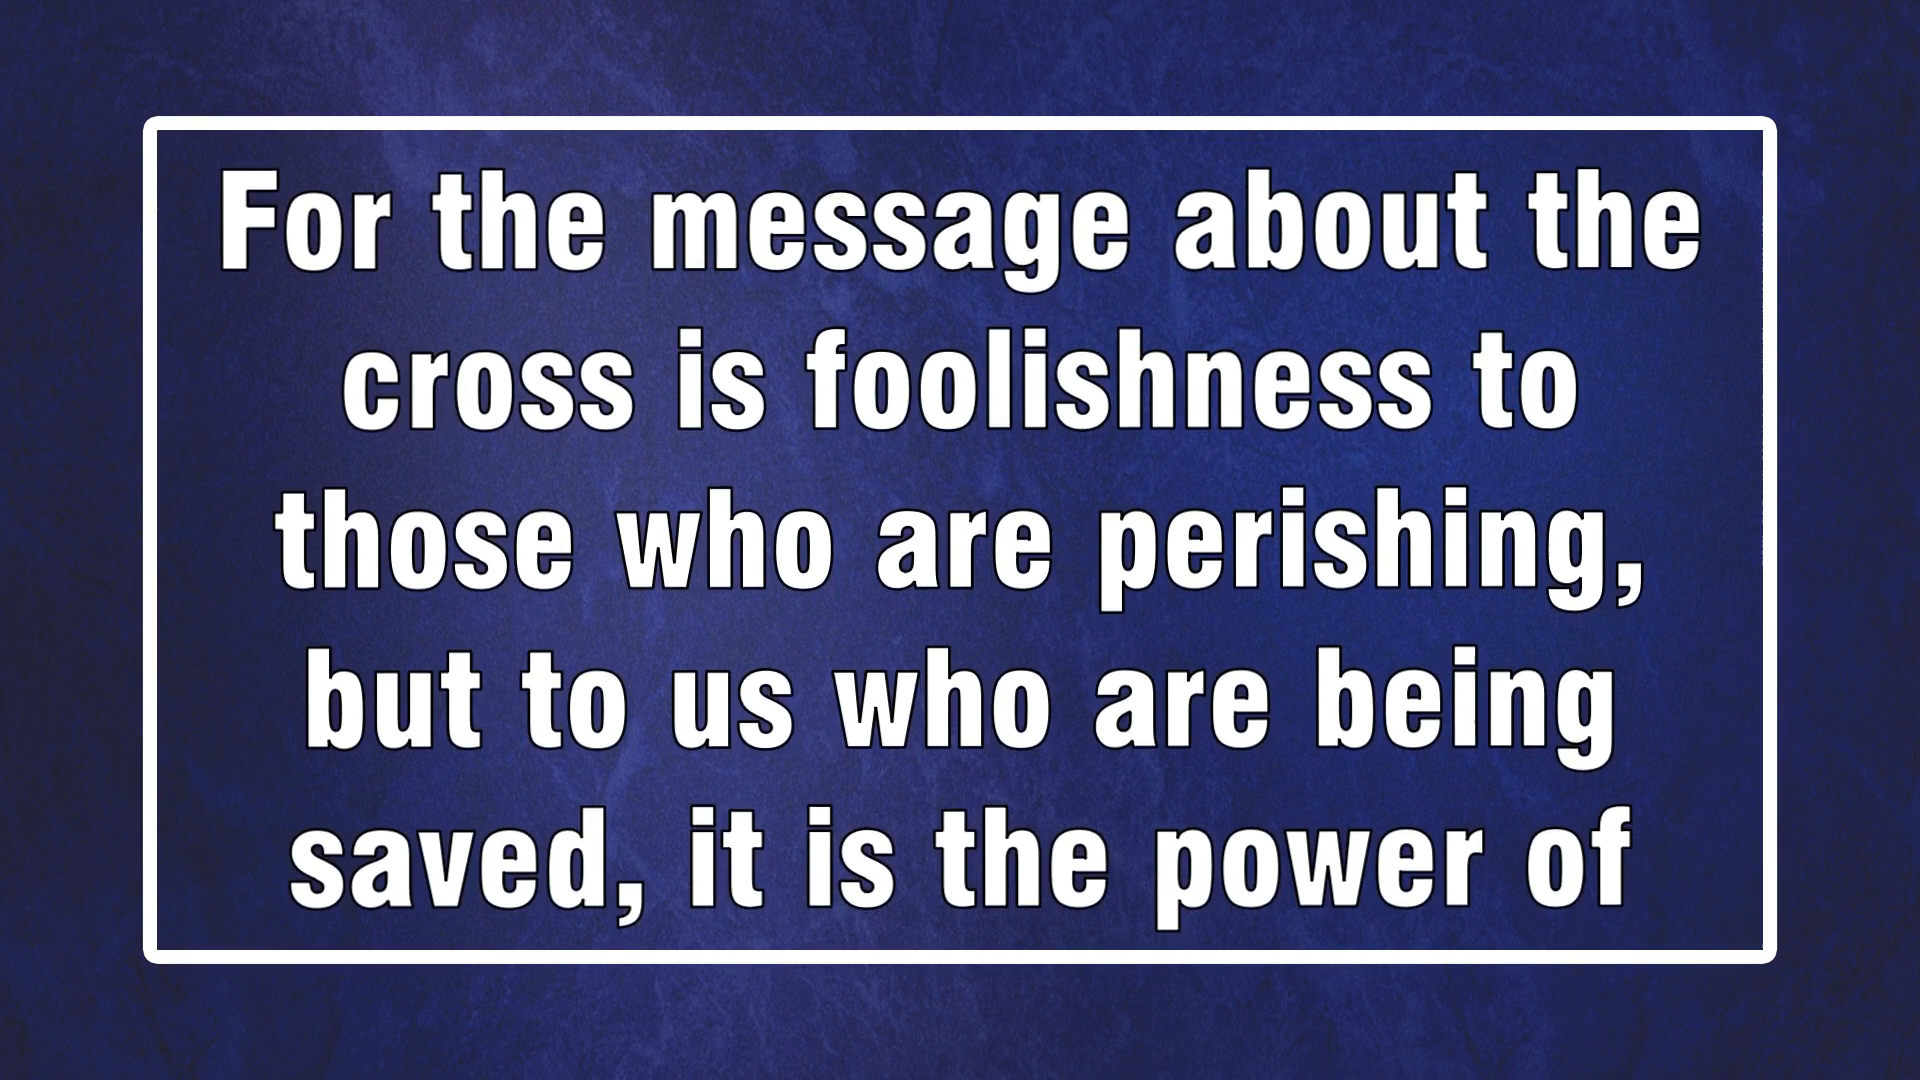 For the message about the
cross is foolishness to
those who are perishing,
but to us who are being
saved, it is the power of